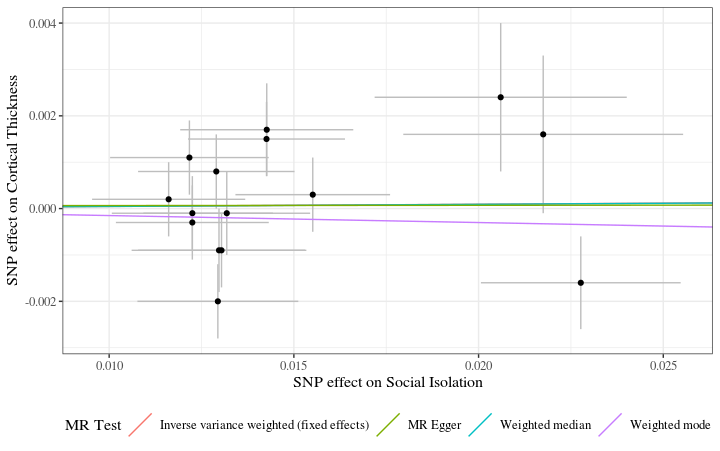 0.004
0.002
0.000
-0.002
SNP effect on Cortical Thickness
0.010 0.015 0.020 0.025
SNP effect on Social Isolation
MR Test Inverse variance weighted (fixed effects) MR Egger Weighted median Weighted mode